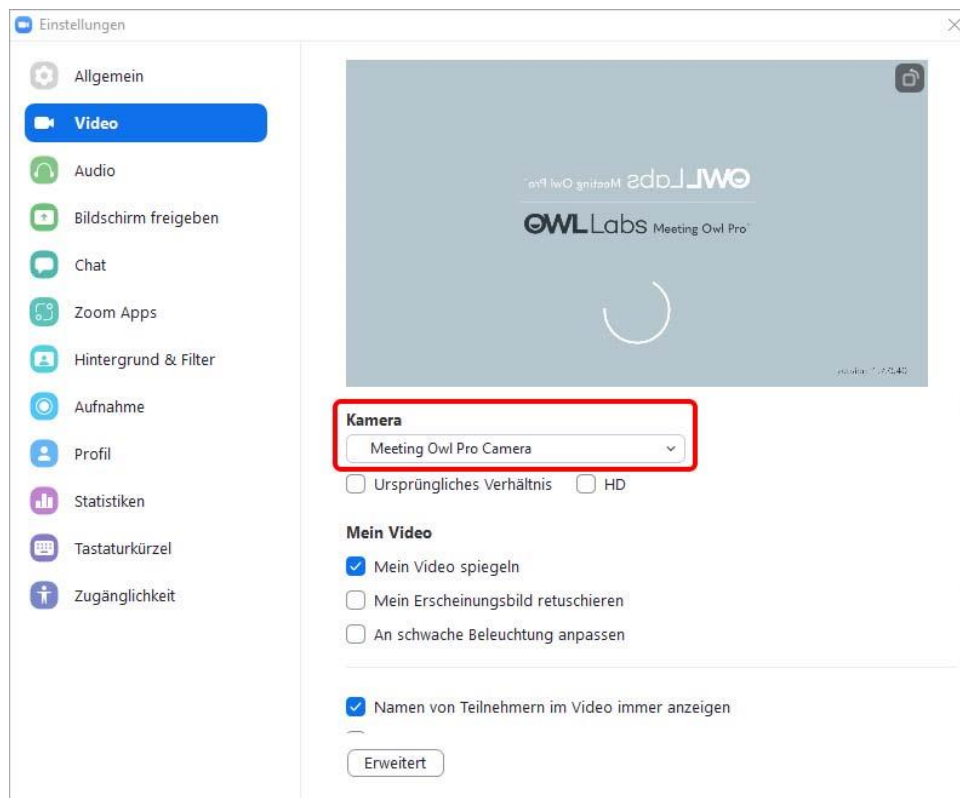 Einstellungen
Allgemein
Video
Audio
Bildschirm freigeben
Chat
Zoom Apps
Hintergrund & Filter
Aufnahme
Profil
Statistiken
Tastaturkürzel
Zugänglichkeit
OWL Labs Meeting Owl Pro™
OWL Labs Meeting Owl Pro™
Kamera
Meeting Owl Pro Camera
Ursprüngliches Verhältnis HD
Mein Video
Mein Video spiegeln
Mein Erscheinungsbild retuschieren
An schwache Beleuchtung anpassen
Namen von Teilnehmern im Video immer anzeigen
Erweitert